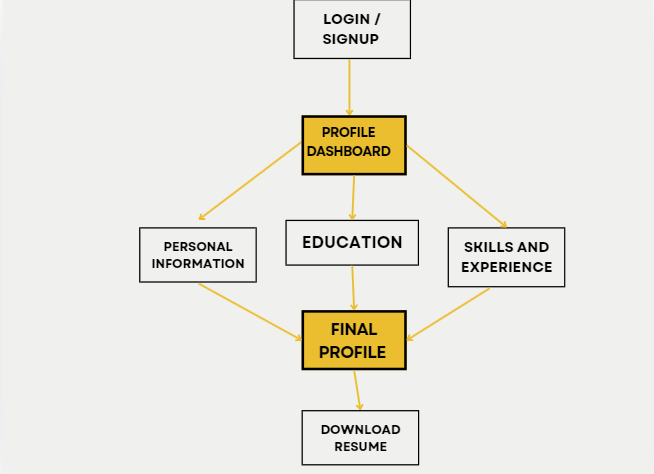 LOGIN /
SIGNUP
PROFILE
DASHBOARD
PERSONAL
INFORMATION
EDUCATION
SKILLS AND
EXPERIENCE
FINAL
PROFILE
DOWNLOAD
RESUME